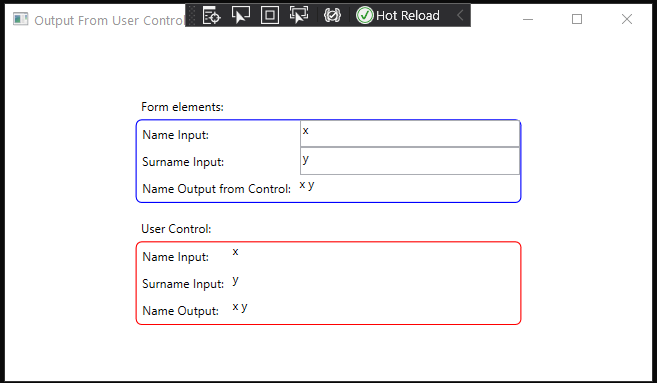 Output From User Control
Hot Reload
Form elements:
Name Input: x
Surname Input: y
Name Output from Control: x y
User Control:
Name Input: x
Surname Input: y
Name Output: x y